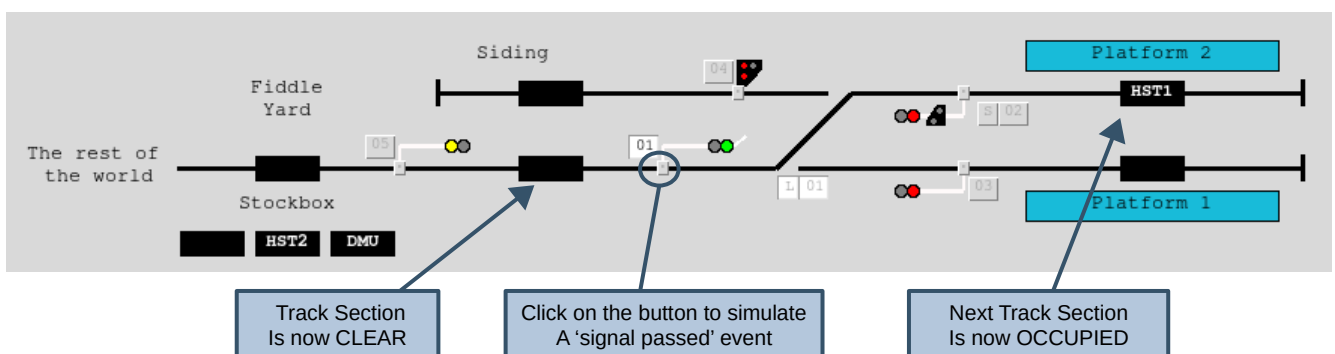 Siding
04
Platform 2
Fiddle
Yard
HST1
S 02
The rest of
the world
05
01
L 01
03
Stockbox
Platform 1
HST2 DMU
Track Section
Is now CLEAR
Click on the button to simulate
A ‘signal passed’ event
Next Track Section
Is now OCCUPIED